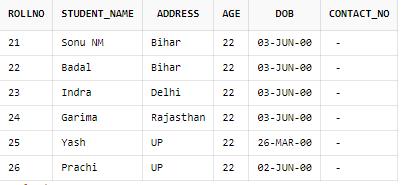 ROLLNO STUDENT_NAME ADDRESS AGE DOB CONTACT_NO
21 Sonu NM Bihar 22 03-JUN-00 -
22 Badal Bihar 22 03-JUN-00 -
23 Indra Delhi 22 03-JUN-00 -
24 Garima Rajasthan 22 03-JUN-00 -
25 Yash UP 22 26-MAR-00 -
26 Prachi UP 22 02-JUN-00 -